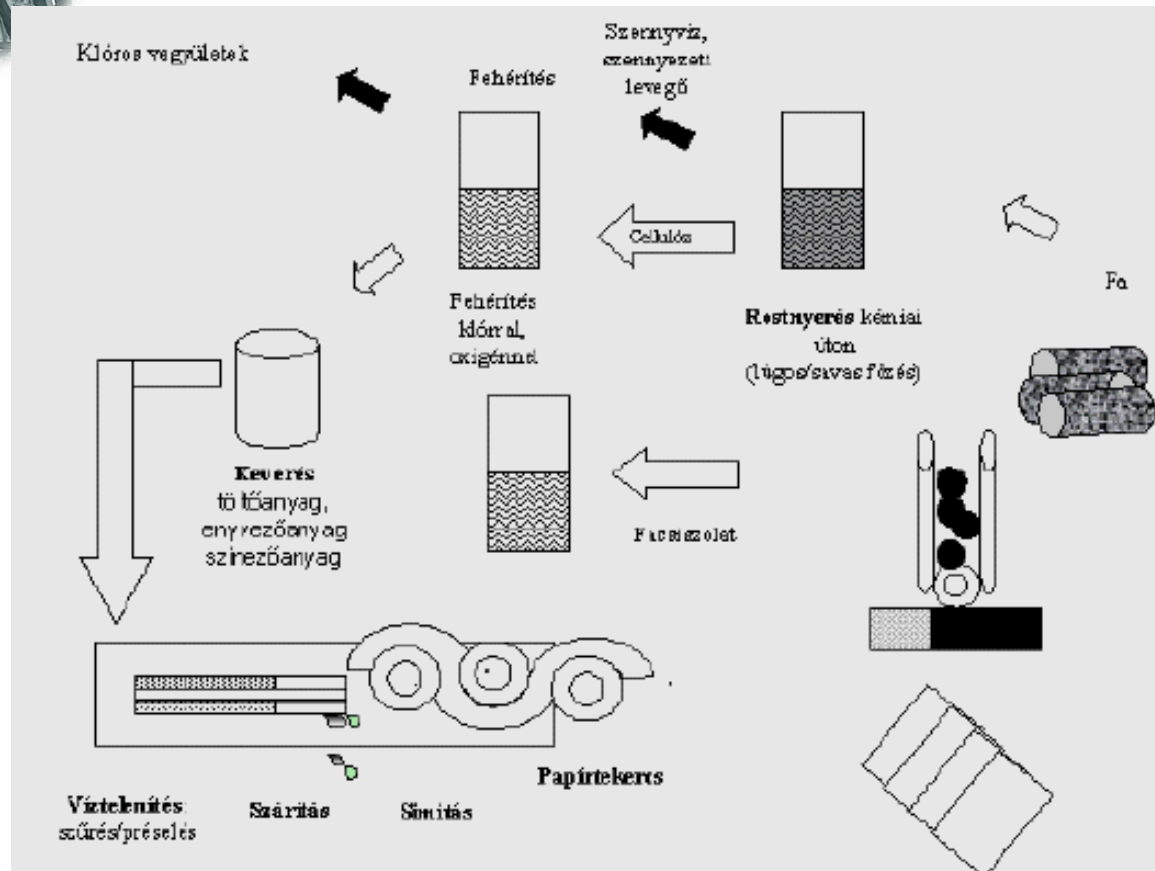 Klóros vegyületek
Szennyvíz,
szennyezett
levegő
Fehérítés
Cellulóz
Fa
Fehérítés
klórral,
oxigénnel
Rostnyerés kémiai
úton
(lúgos/savas főzés)
Keverés
töltőanyag,
enyvezőanyag
színezőanyag
Facsiszolat
Papírtekercs
Víztelenítés:
szűrés/préselés
Szárítás
Simítás